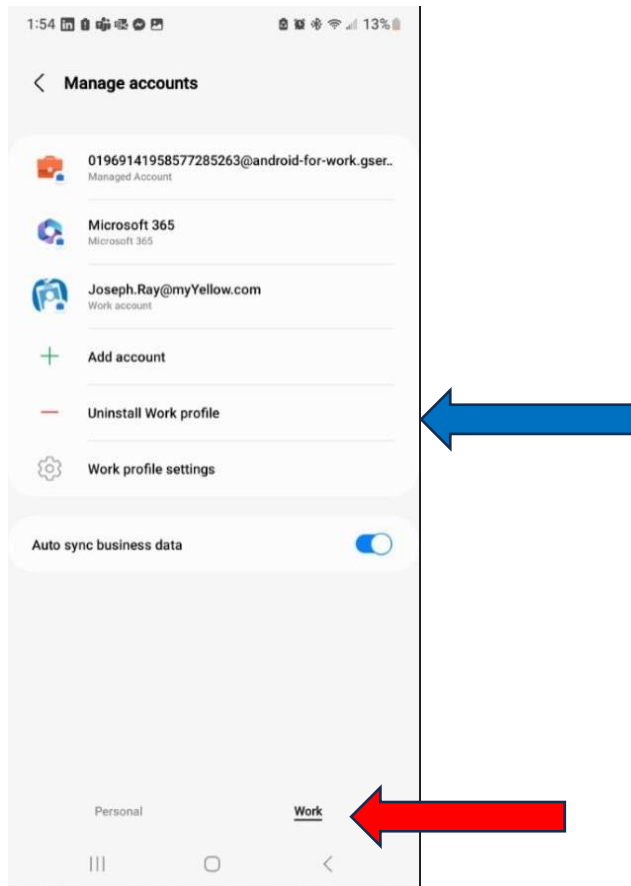 1:54 13%
Manage accounts
01969141958577285263@android-for-work.gser..
Managed Account
Microsoft 365
Microsoft 365
Joseph.Ray@myYellow.com
Work account
Add account
Uninstall Work profile
Work profile settings
Auto sync business data
Personal Work